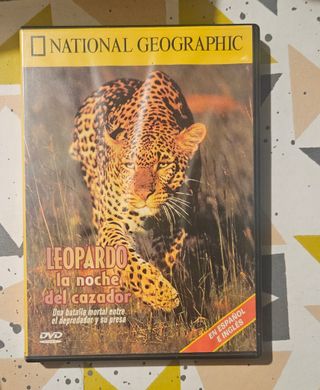 NATIONAL GEOGRAPHIC
LEOPARDO
la noche
del cazador
Una batalla mortal entre
el depredador y su presa
DVD
VIDEO
EN ESPAÑOL
E INGLÉS